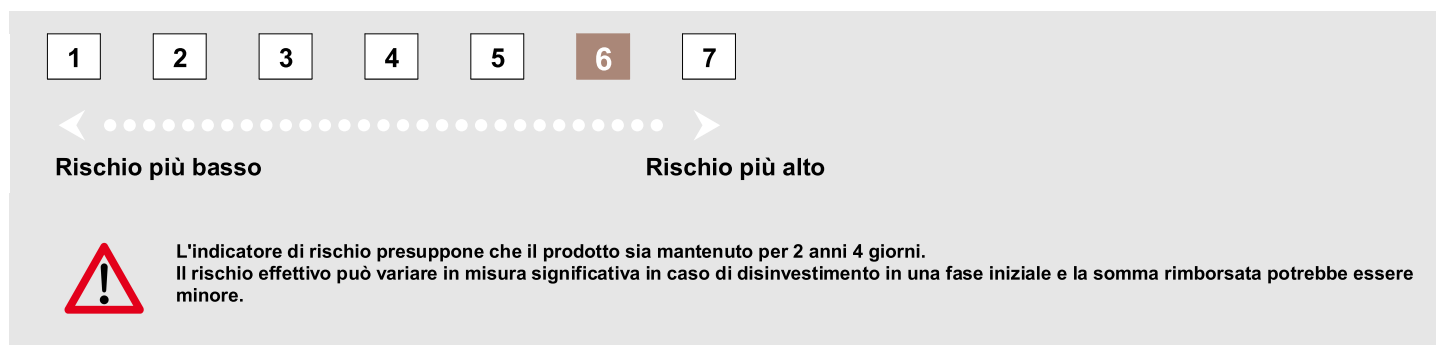 1 2 3 4 5 6 7
Rischio più basso Rischio più alto
L'indicatore di rischio presuppone che il prodotto sia mantenuto per 2 anni 4 giorni.
Il rischio effettivo può variare in misura significativa in caso di disinvestimento in una fase iniziale e la somma rimborsata potrebbe essere
minore.